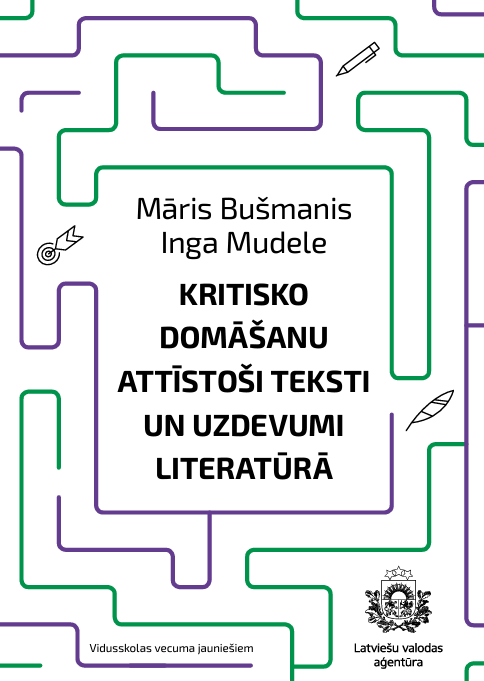 Māris Bušmanis
Inga Mudele
KRITISKO
DOMĀŠANU
ATTĪSTOŠI TEKSTI
UN UZDEVUMI
LITERATŪRĀ
Vidusskolas vecuma jauniešiem
Latviešu valodas
aģentūra